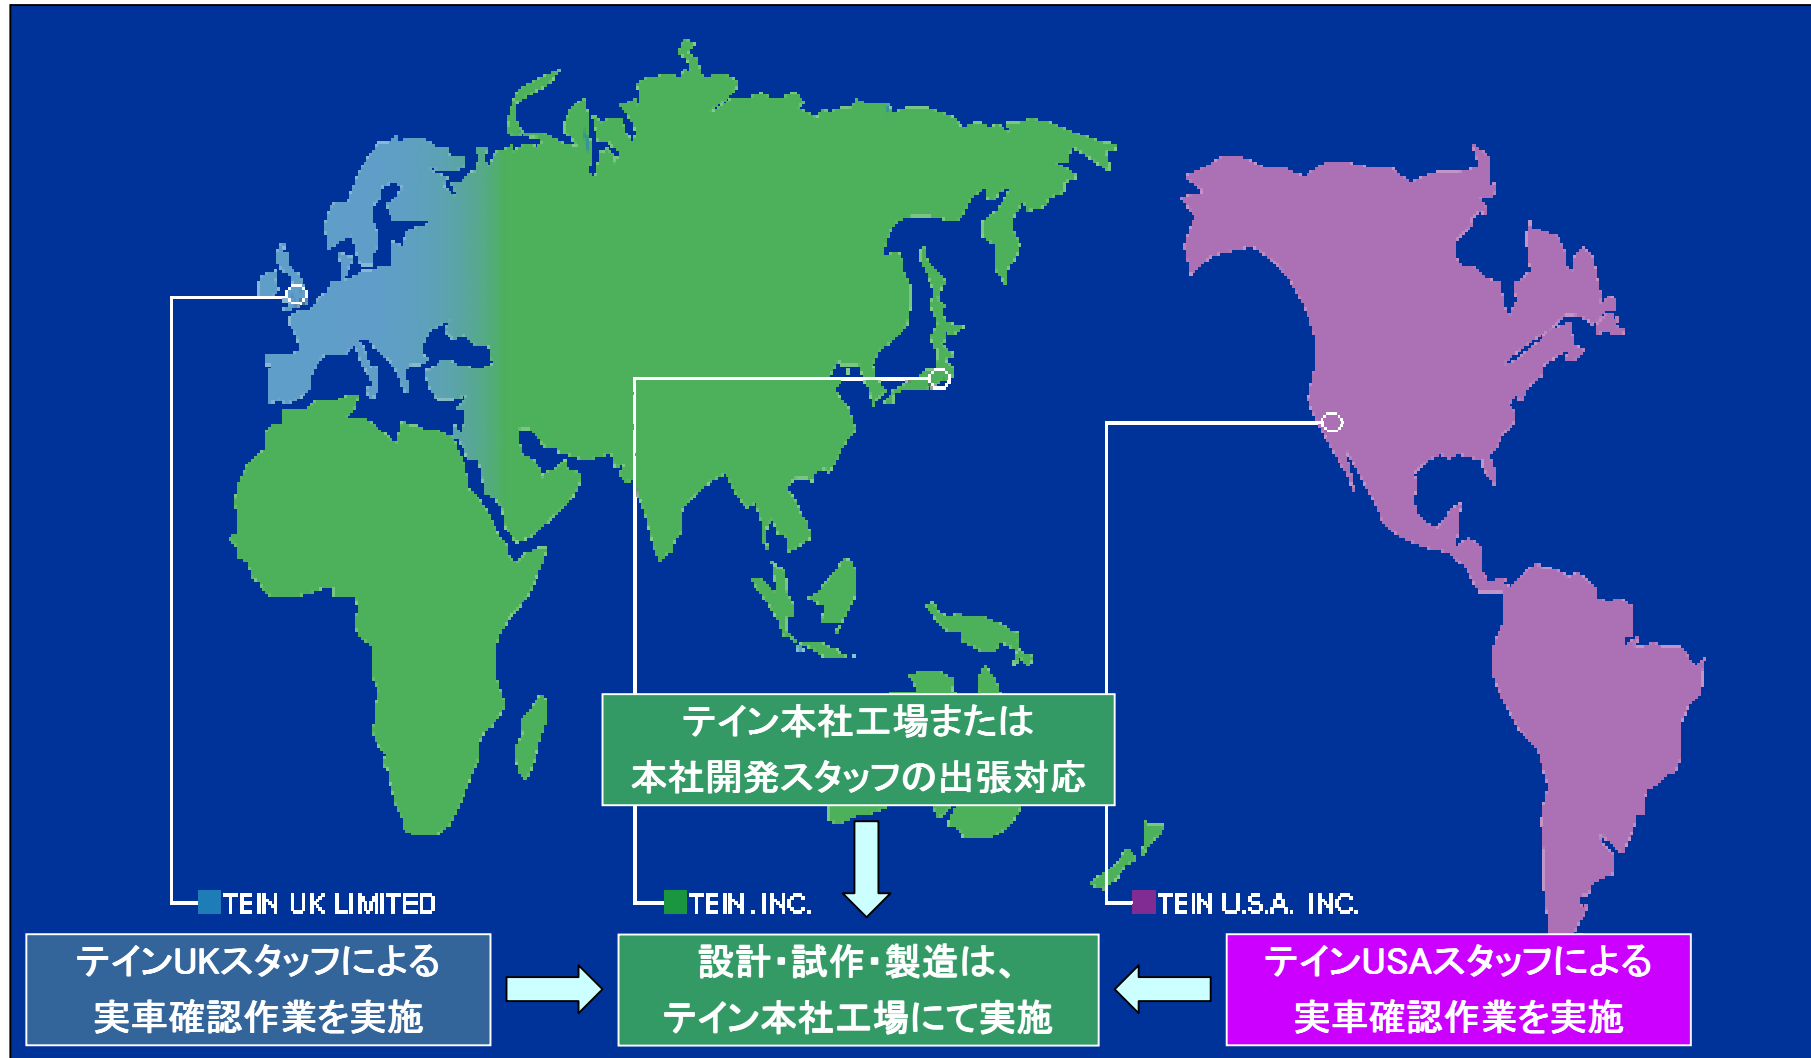 テイン本社工場または
本社開発スタッフの出張対応
TEIN UK LIMITED
TEIN. INC.
TEIN U.S.A. INC.
テインUKスタッフによる
実車確認作業を実施
設計・試作・製造は、
テイン本社工場にて実施
テインUSAスタッフによる
実車確認作業を実施